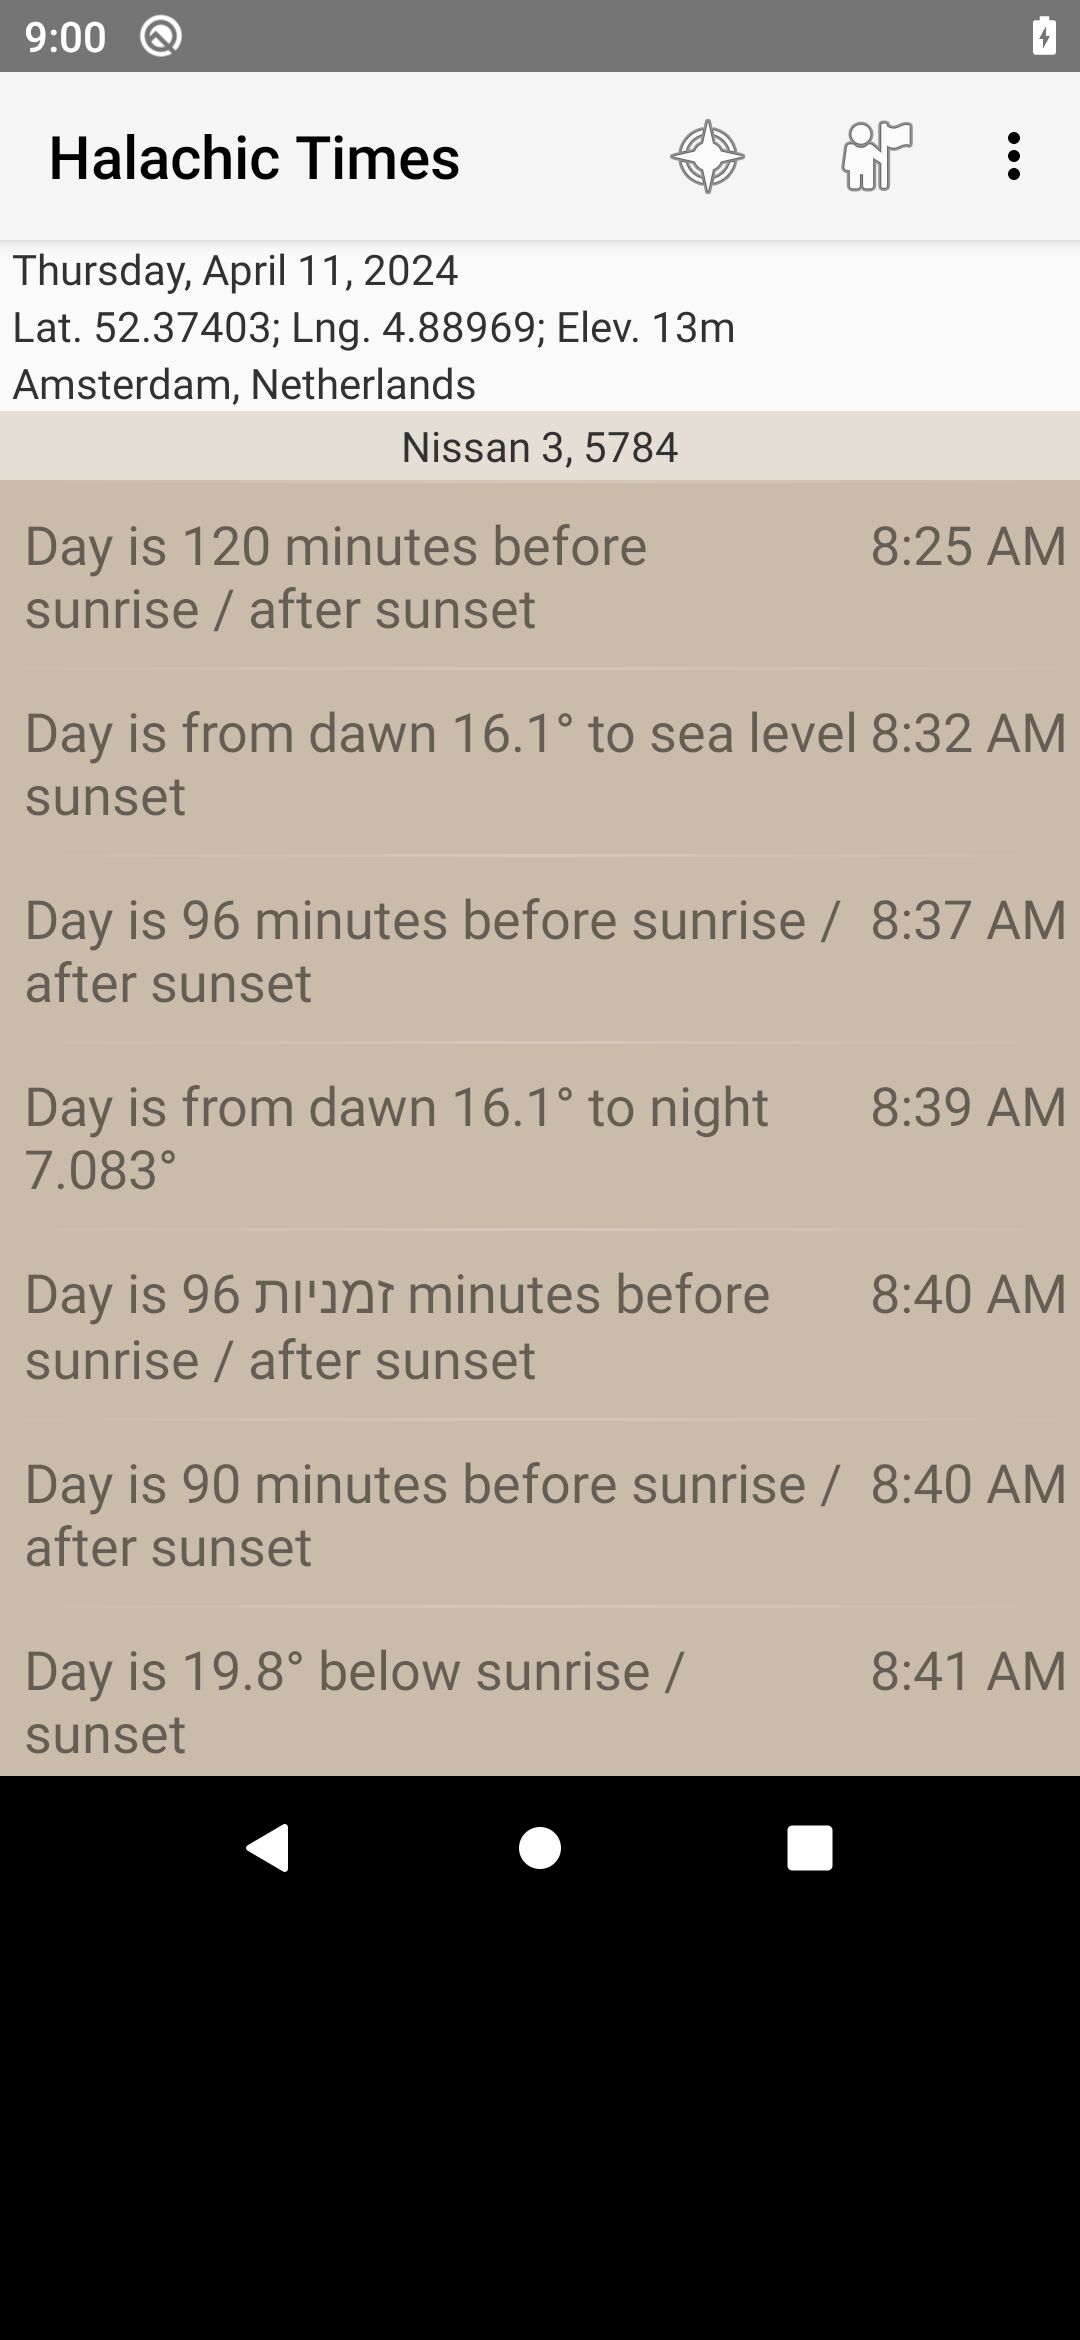 9:00
Halachic Times
Thursday, April 11, 2024
Lat. 52.37403; Lng. 4.88969; Elev. 13m
Amsterdam, Netherlands
Nissan 3, 5784
Day is 120 minutes before 8:25 AM
sunrise / after sunset
Day is from dawn 16.1° to sea level 8:32 AM
sunset
Day is 96 minutes before sunrise / 8:37 AM
after sunset
Day is from dawn 16.1° to night 8:39 AM
7.083°
Day is 96 זמניות minutes before 8:40 AM
sunrise / after sunset
Day is 90 minutes before sunrise / 8:40 AM
after sunset
Day is 19.8° below sunrise / 8:41 AM
sunset